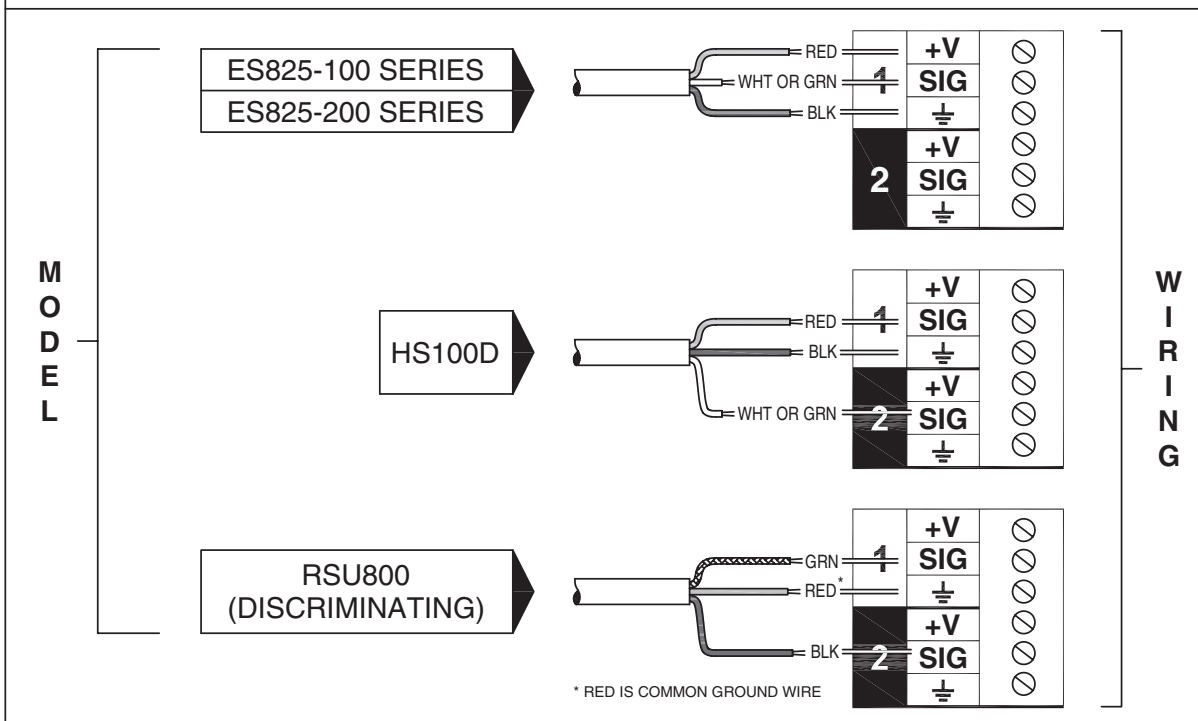 MODEL
ES825-100 SERIES
ES825-200 SERIES
RED
WHT OR GRN
BLK
1
+V
SIG
2
+V
SIG
HS100D
RED
BLK
WHT OR GRN
1
+V
SIG
2
+V
SIG
RSU800
(DISCRIMINATING)
GRN
RED*
BLK
1
+V
SIG
2
+V
SIG
* RED IS COMMON GROUND WIRE
WIRING